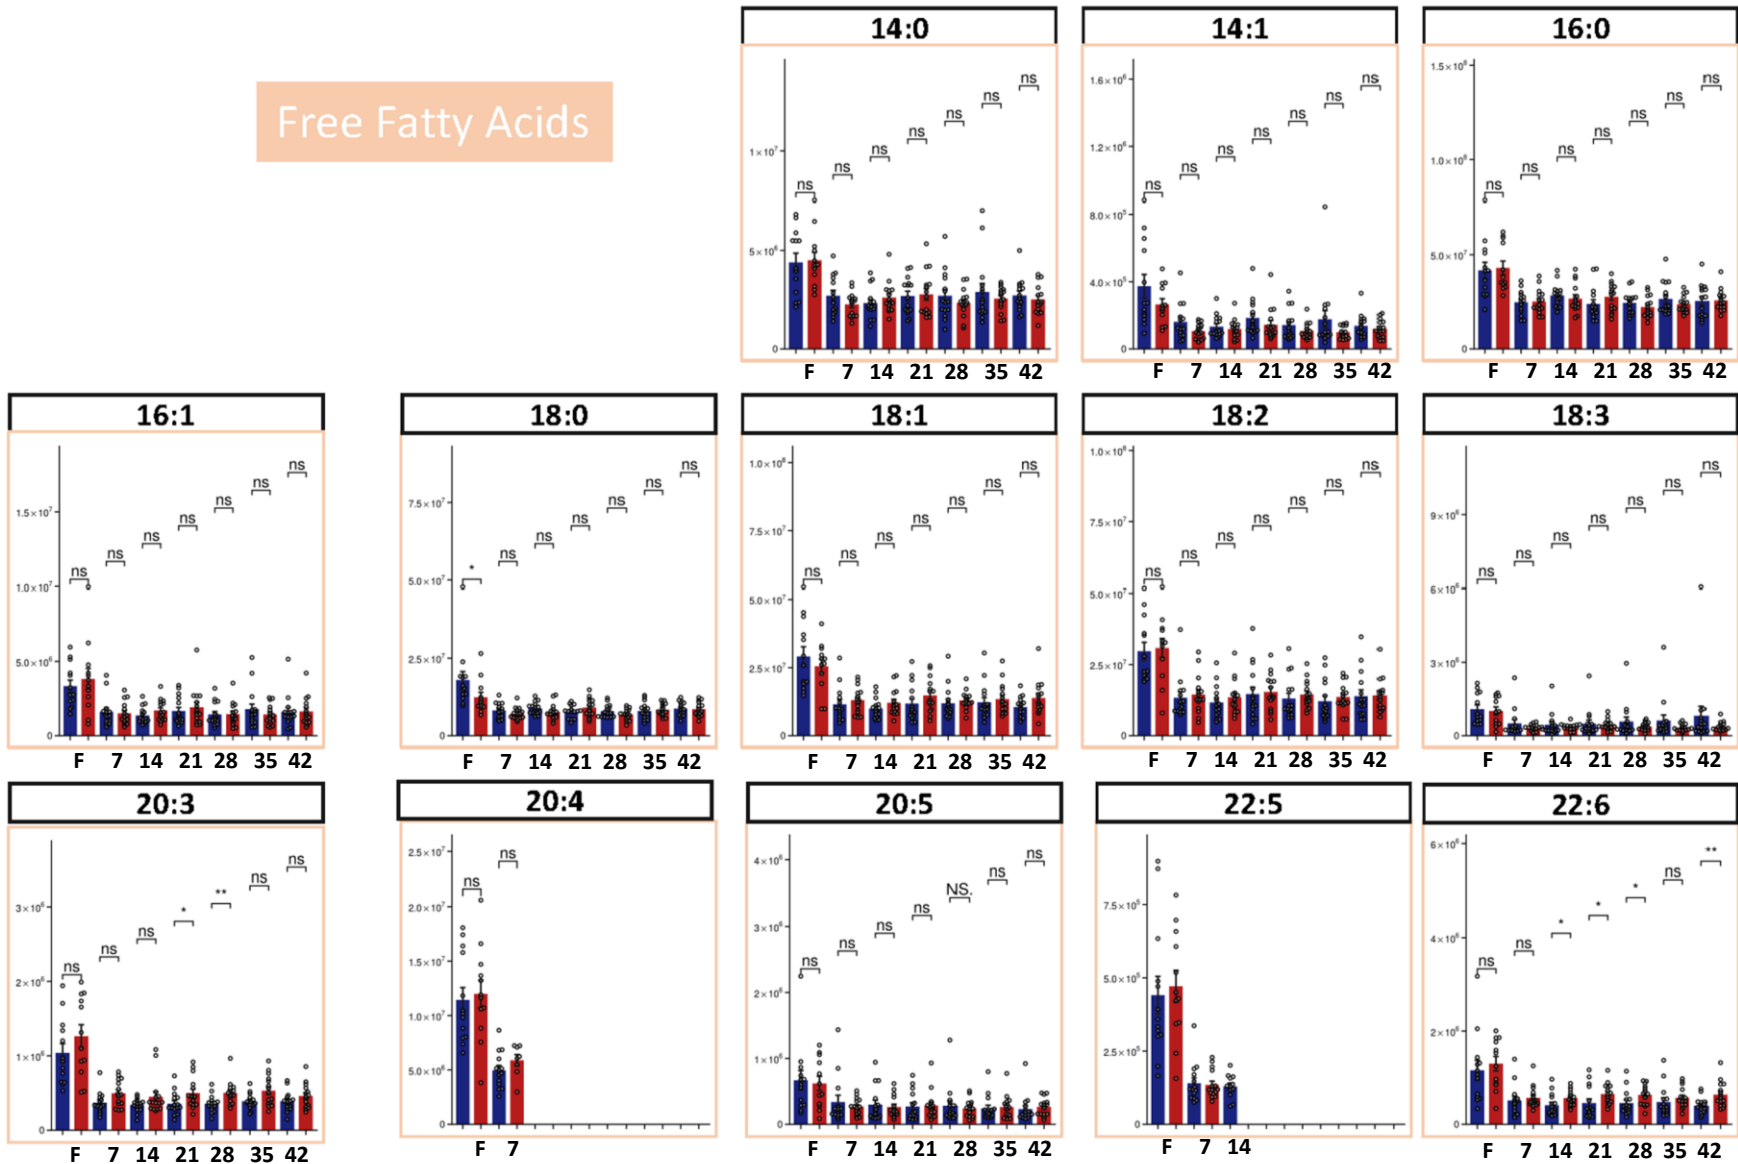 Free Fatty Acids
14:0
1×10⁷
5×10⁶
0
ns ns ns ns ns ns ns
F 7 14 21 28 35 42
14:1
1.6×10⁶
1.2×10⁶
8.0×10⁵
4.0×10⁵
0
ns ns ns ns ns ns ns
F 7 14 21 28 35 42
16:0
1.5×10⁸
1.0×10⁸
5.0×10⁷
0
ns ns ns ns ns ns ns
F 7 14 21 28 35 42
16:1
1.5×10⁷
1.0×10⁷
5.0×10⁶
0
ns ns ns ns ns ns ns
F 7 14 21 28 35 42
18:0
7.5×10⁷
5.0×10⁷
2.5×10⁷
0
* ns ns ns ns ns ns
F 7 14 21 28 35 42
18:1
1.0×10⁸
7.5×10⁷
5.0×10⁷
2.5×10⁷
0
ns ns ns ns ns ns ns
F 7 14 21 28 35 42
18:2
1.0×10⁸
7.5×10⁷
5.0×10⁷
2.5×10⁷
0
ns ns ns ns ns ns ns
F 7 14 21 28 35 42
18:3
9×10⁶
6×10⁶
3×10⁶
0
ns ns ns ns ns ns ns
F 7 14 21 28 35 42
20:3
3×10⁶
2×10⁶
1×10⁶
0
ns ns ns * ** ns ns
F 7 14 21 28 35 42
20:4
2.5×10⁷
2.0×10⁷
1.5×10⁷
1.0×10⁷
5.0×10⁶
0
ns ns
F 7
20:5
4×10⁶
3×10⁶
2×10⁶
1×10⁶
0
ns ns ns ns NS. ns ns
F 7 14 21 28 35 42
22:5
7.5×10⁵
5.0×10⁵
2.5×10⁵
0
F 7 14
22:6
6×10⁶
4×10⁶
2×10⁶
0
ns ns * * * ns **
F 7 14 21 28 35 42